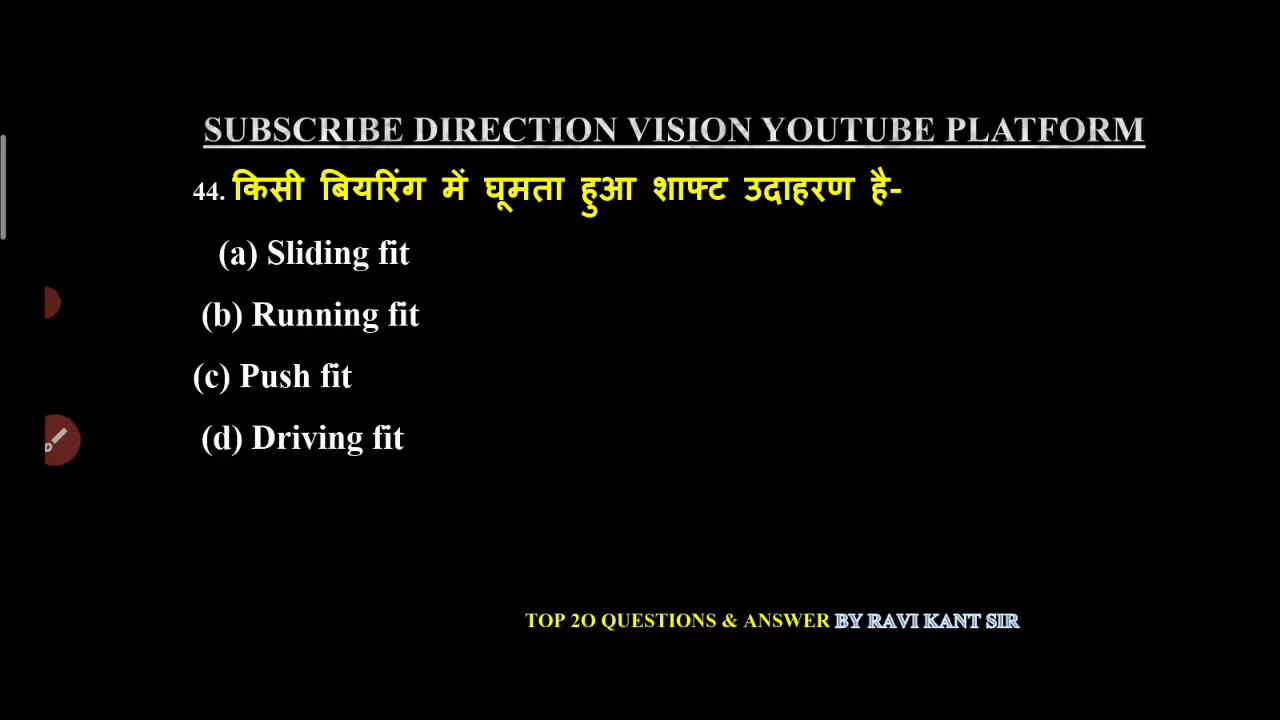 SUBSCRIBE DIRECTION VISION YOUTUBE PLATFORM
44. किसी बियरिंग में घूमता हुआ शाफ्ट उदाहरण है-
(a) Sliding fit
(b) Running fit
(c) Push fit
(d) Driving fit
TOP 2O QUESTIONS & ANSWER BY RAVI KANT SIR